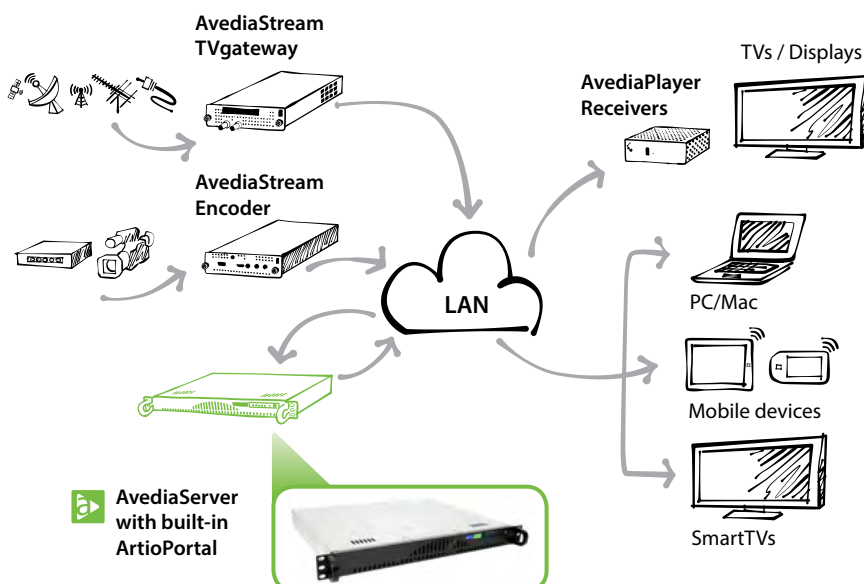 AvediaStream
TVgateway
TVs / Displays
AvediaPlayer
Receivers
AvediaStream
Encoder
LAN
PC/Mac
Mobile devices
AvediaServer
with built-in
ArtioPortal
SmartTVs